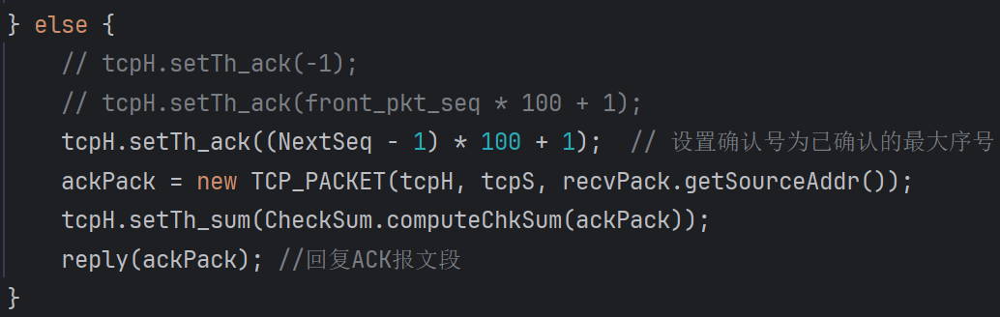 } else {
// tcpH.setTh_ack(-1);
// tcpH.setTh_ack(front_pkt_seq * 100 + 1);
tcpH.setTh_ack((NextSeq - 1) * 100 + 1);  // 设置确认号为已确认的最大序号
ackPack = new TCP_PACKET(tcpH, tcpS, recvPack.getSourceAddr());
tcpH.setTh_sum(CheckSum.computeChkSum(ackPack));
reply(ackPack); //回复ACK报文段
}